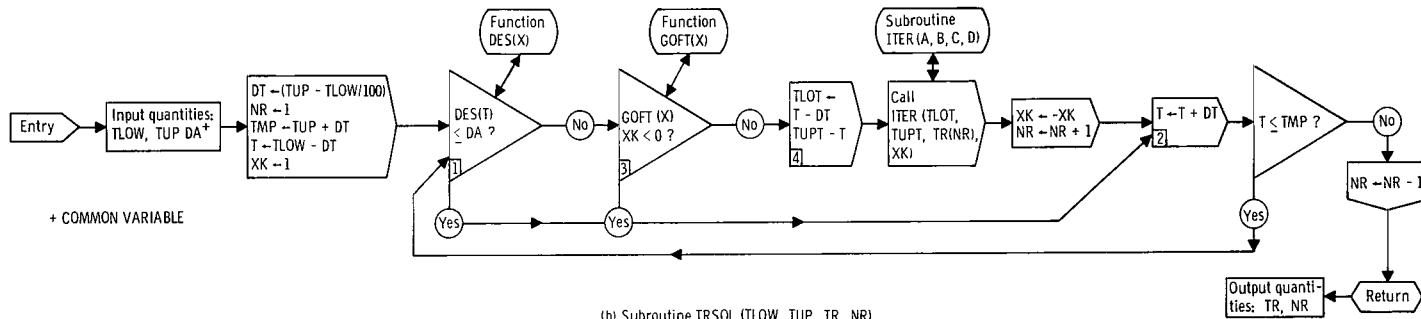 Entry
Input quantities:
TLOW, TUP DA+
+ COMMON VARIABLE
DT ←(TUP - TLOW/100)
NR ←1
TMP ←TUP + DT
T ←TLOW - DT
XK ←1
Function
DES(X)
DES(T)
≤ DA ?
1
No
Yes
Function
GOFT(X)
GOFT (X)
XK < 0 ?
3
No
Yes
TLOT ←
T - DT
TUPT - T
4
Subroutine
ITER (A, B, C, D)
Call
ITER (TLOT,
TUPT, TR(NR),
XK)
XK ← -XK
NR ←NR + 1
T ←T + DT
2
T ≤ TMP ?
No
Yes
NR ←NR - 1
Return
Output quanti-
ties: TR, NR
(b) Subroutine TRSOL (TLOW, TUP, TR, NR)